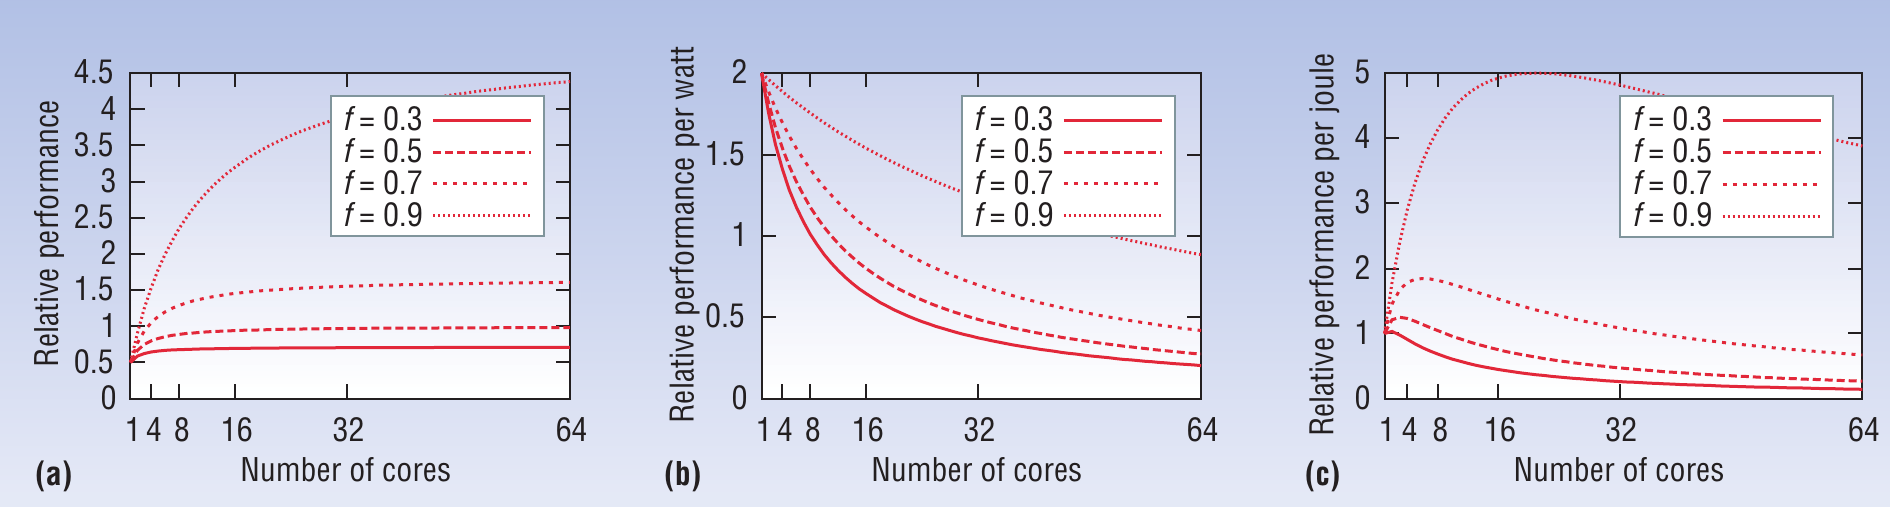 Relative performance
4.5
4
3.5
3
2.5
2
1.5
1
0.5
0
f = 0.3
f = 0.5
f = 0.7
f = 0.9
1 4 8 16 32 64
Number of cores
(a)
Relative performance per watt
2
1.5
1
0.5
0
f = 0.3
f = 0.5
f = 0.7
f = 0.9
1 4 8 16 32 64
Number of cores
(b)
Relative performance per joule
5
4
3
2
1
0
f = 0.3
f = 0.5
f = 0.7
f = 0.9
1 4 8 16 32 64
Number of cores
(c)